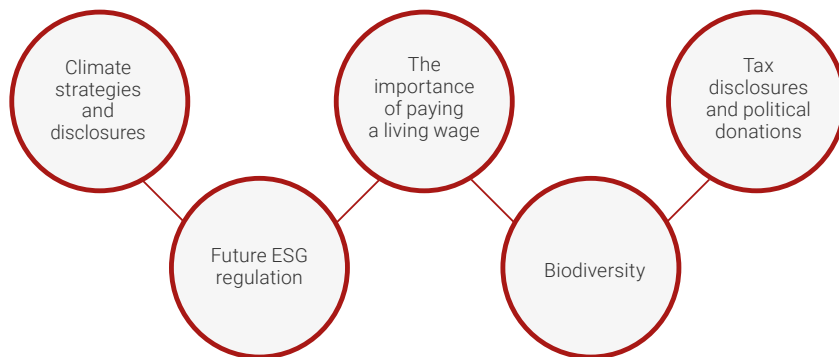 Climate
strategies
and
disclosures
Future ESG
regulation
The
importance
of paying
a living wage
Biodiversity
Tax
disclosures
and political
donations